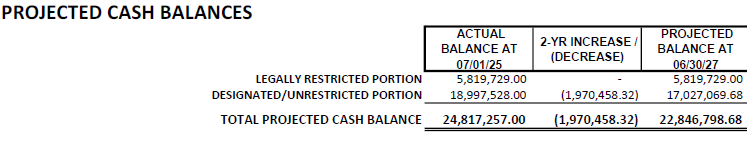 PROJECTED CASH BALANCES
ACTUAL BALANCE AT 07/01/25 2-YR INCREASE / (DECREASE) PROJECTED BALANCE AT 06/30/27
LEGALLY RESTRICTED PORTION 5,819,729.00 - 5,819,729.00
DESIGNATED/UNRESTRICTED PORTION 18,997,528.00 (1,970,458.32) 17,027,069.68
TOTAL PROJECTED CASH BALANCE 24,817,257.00 (1,970,458.32) 22,846,798.68